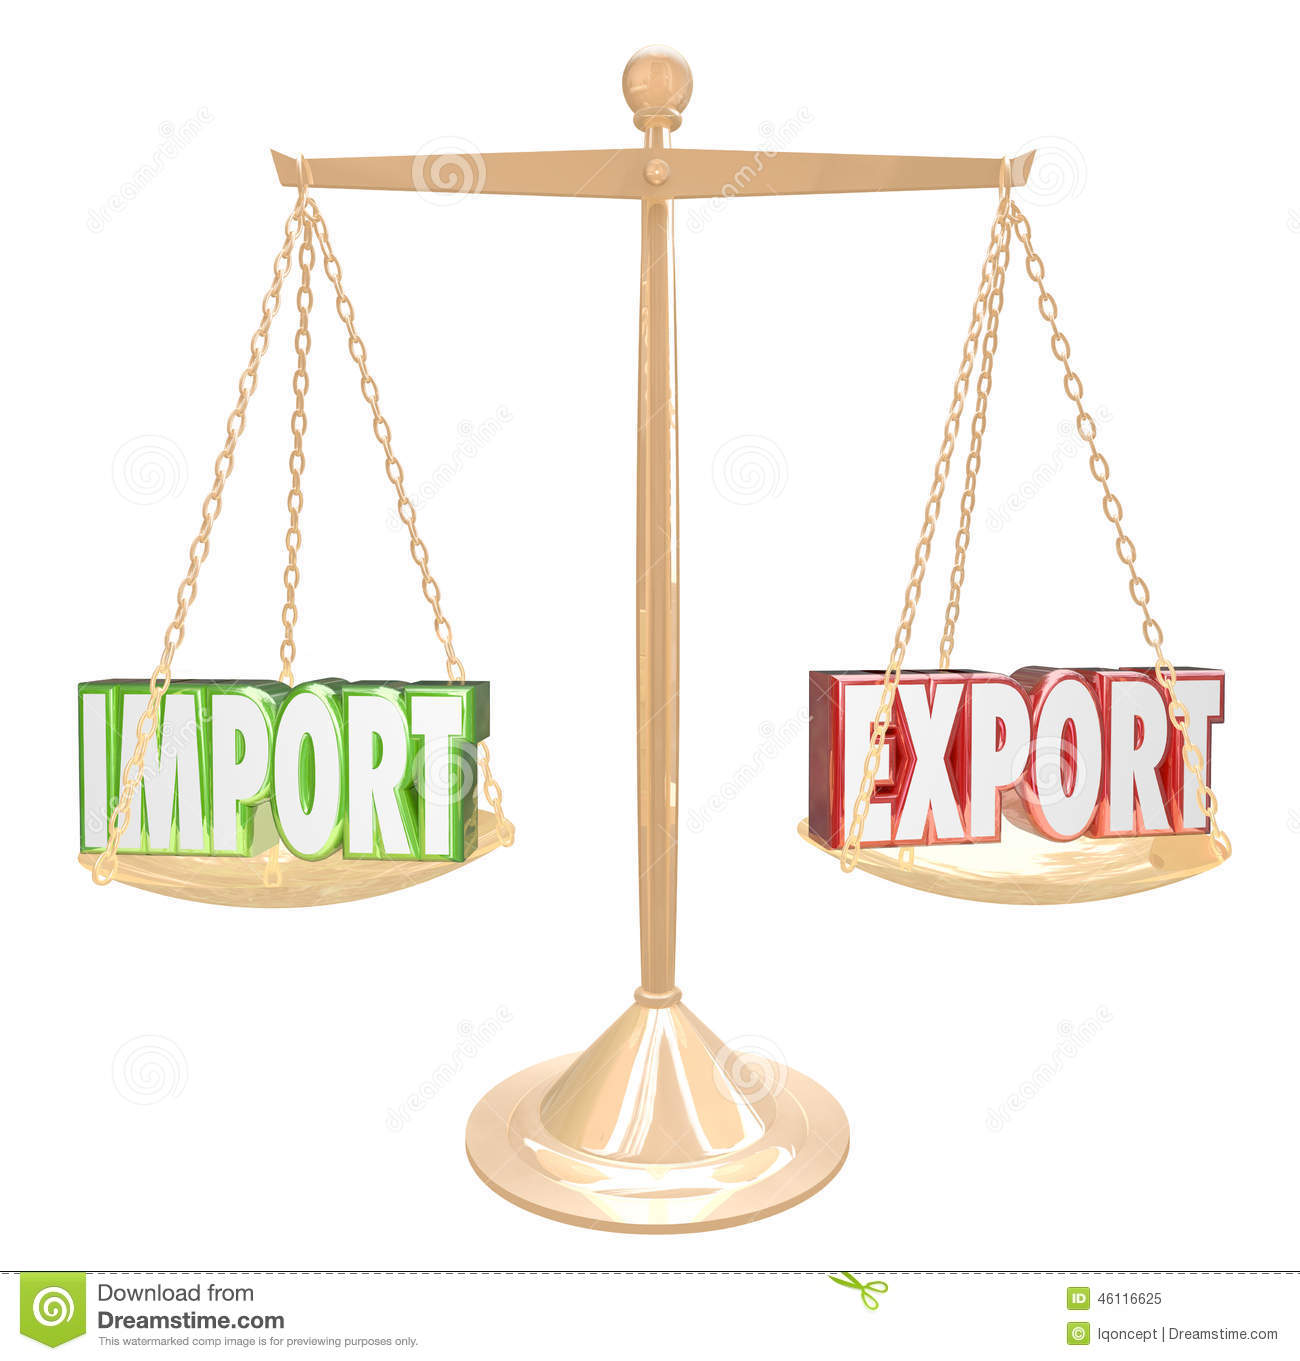 IMPORT
EXPORT
dreamstime
Download from
Dreamstime.com
This watermarked comp image is for previewing purposes only.
ID 46116625
© Iqoncept | Dreamstime.com